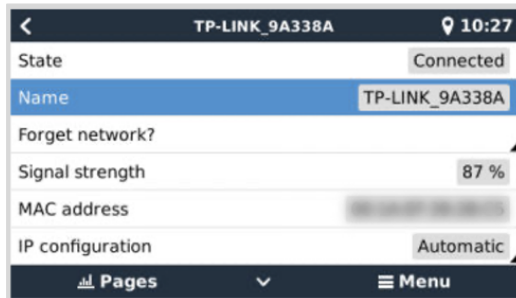 TP-LINK_9A338A 10:27
State Connected
Name TP-LINK_9A338A
Forget network?
Signal strength 87 %
MAC address
IP configuration Automatic
Pages Menu